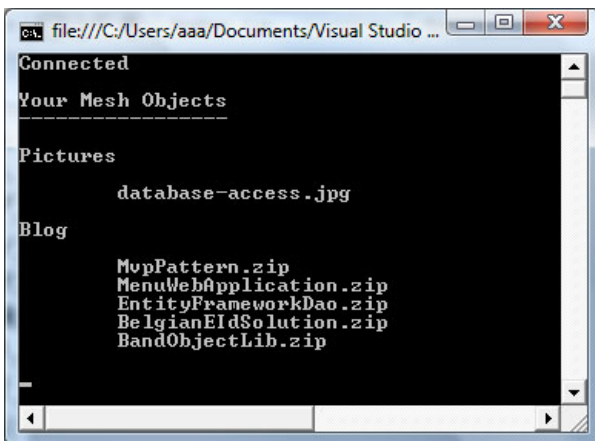 file:///C:/Users/aaa/Documents/Visual Studio ...
Connected
Your Mesh Objects
-----------------
Pictures
database-access.jpg
Blog
MvpPattern.zip
MenuWebApplication.zip
EntityFrameworkDao.zip
BelgianEIdSolution.zip
BandObjectLib.zip